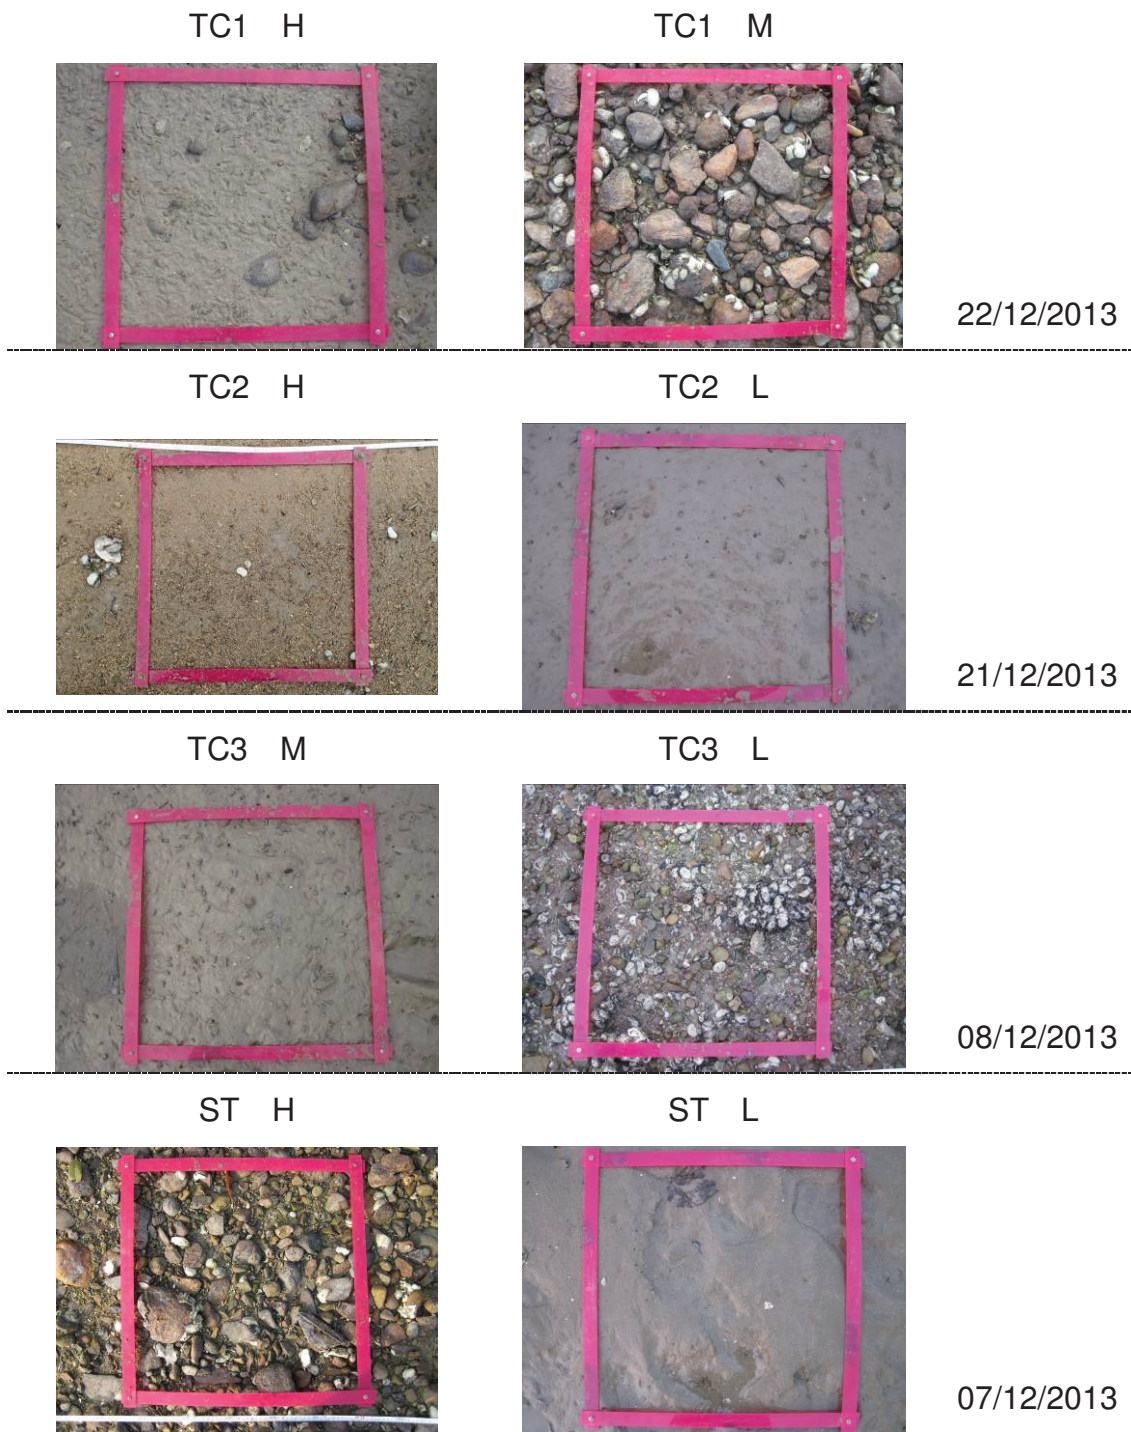 TC1 H
TC1 M
22/12/2013
TC2 H
TC2 L
21/12/2013
TC3 M
TC3 L
08/12/2013
ST H
ST L
07/12/2013